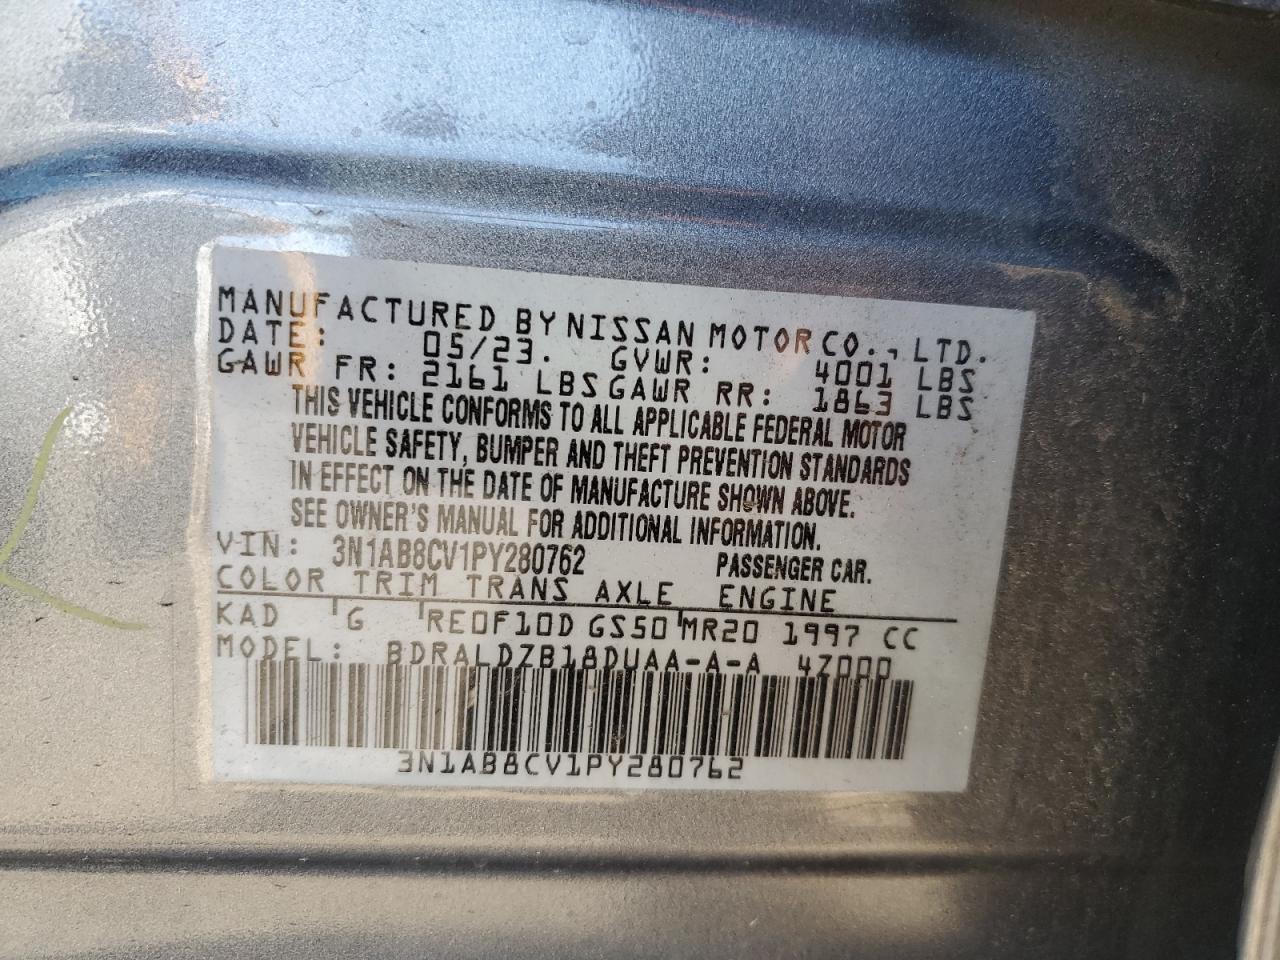 MANUFACTURED BY NISSAN MOTOR CO., LTD.
DATE: 05/23. GVWR: 4001 LBS
GAWR FR: 2161 LBS GAWR RR: 1863 LBS
THIS VEHICLE CONFORMS TO ALL APPLICABLE FEDERAL MOTOR
VEHICLE SAFETY, BUMPER AND THEFT PREVENTION STANDARDS
IN EFFECT ON THE DATE OF MANUFACTURE SHOWN ABOVE.
SEE OWNER'S MANUAL FOR ADDITIONAL INFORMATION.
VIN: 3N1AB8CV1PY280762 PASSENGER CAR.
COLOR TRIM TRANS AXLE ENGINE
KAD G RE0F10D GS50 MR20 1997 CC
MODEL: BDRALDZB18DUAA-A-A 4Z000
3N1AB8CV1PY280762